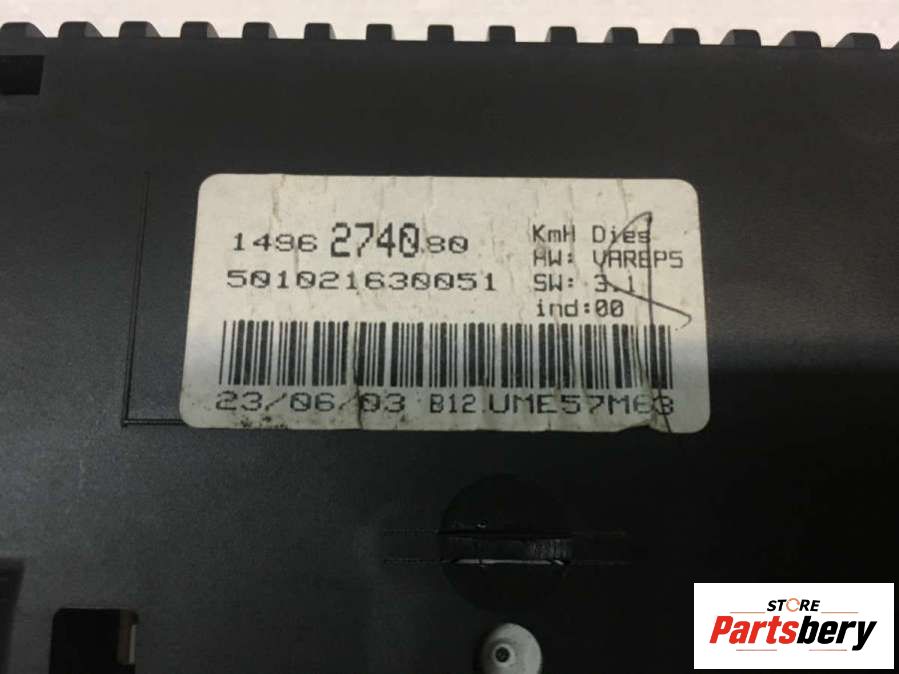 1496 2740 80
501021630051
KmH Dies
HW: VAREP5
SW: 3.1
ind:00
23/06/03 B12.UME57M63
STORE
Partsbery